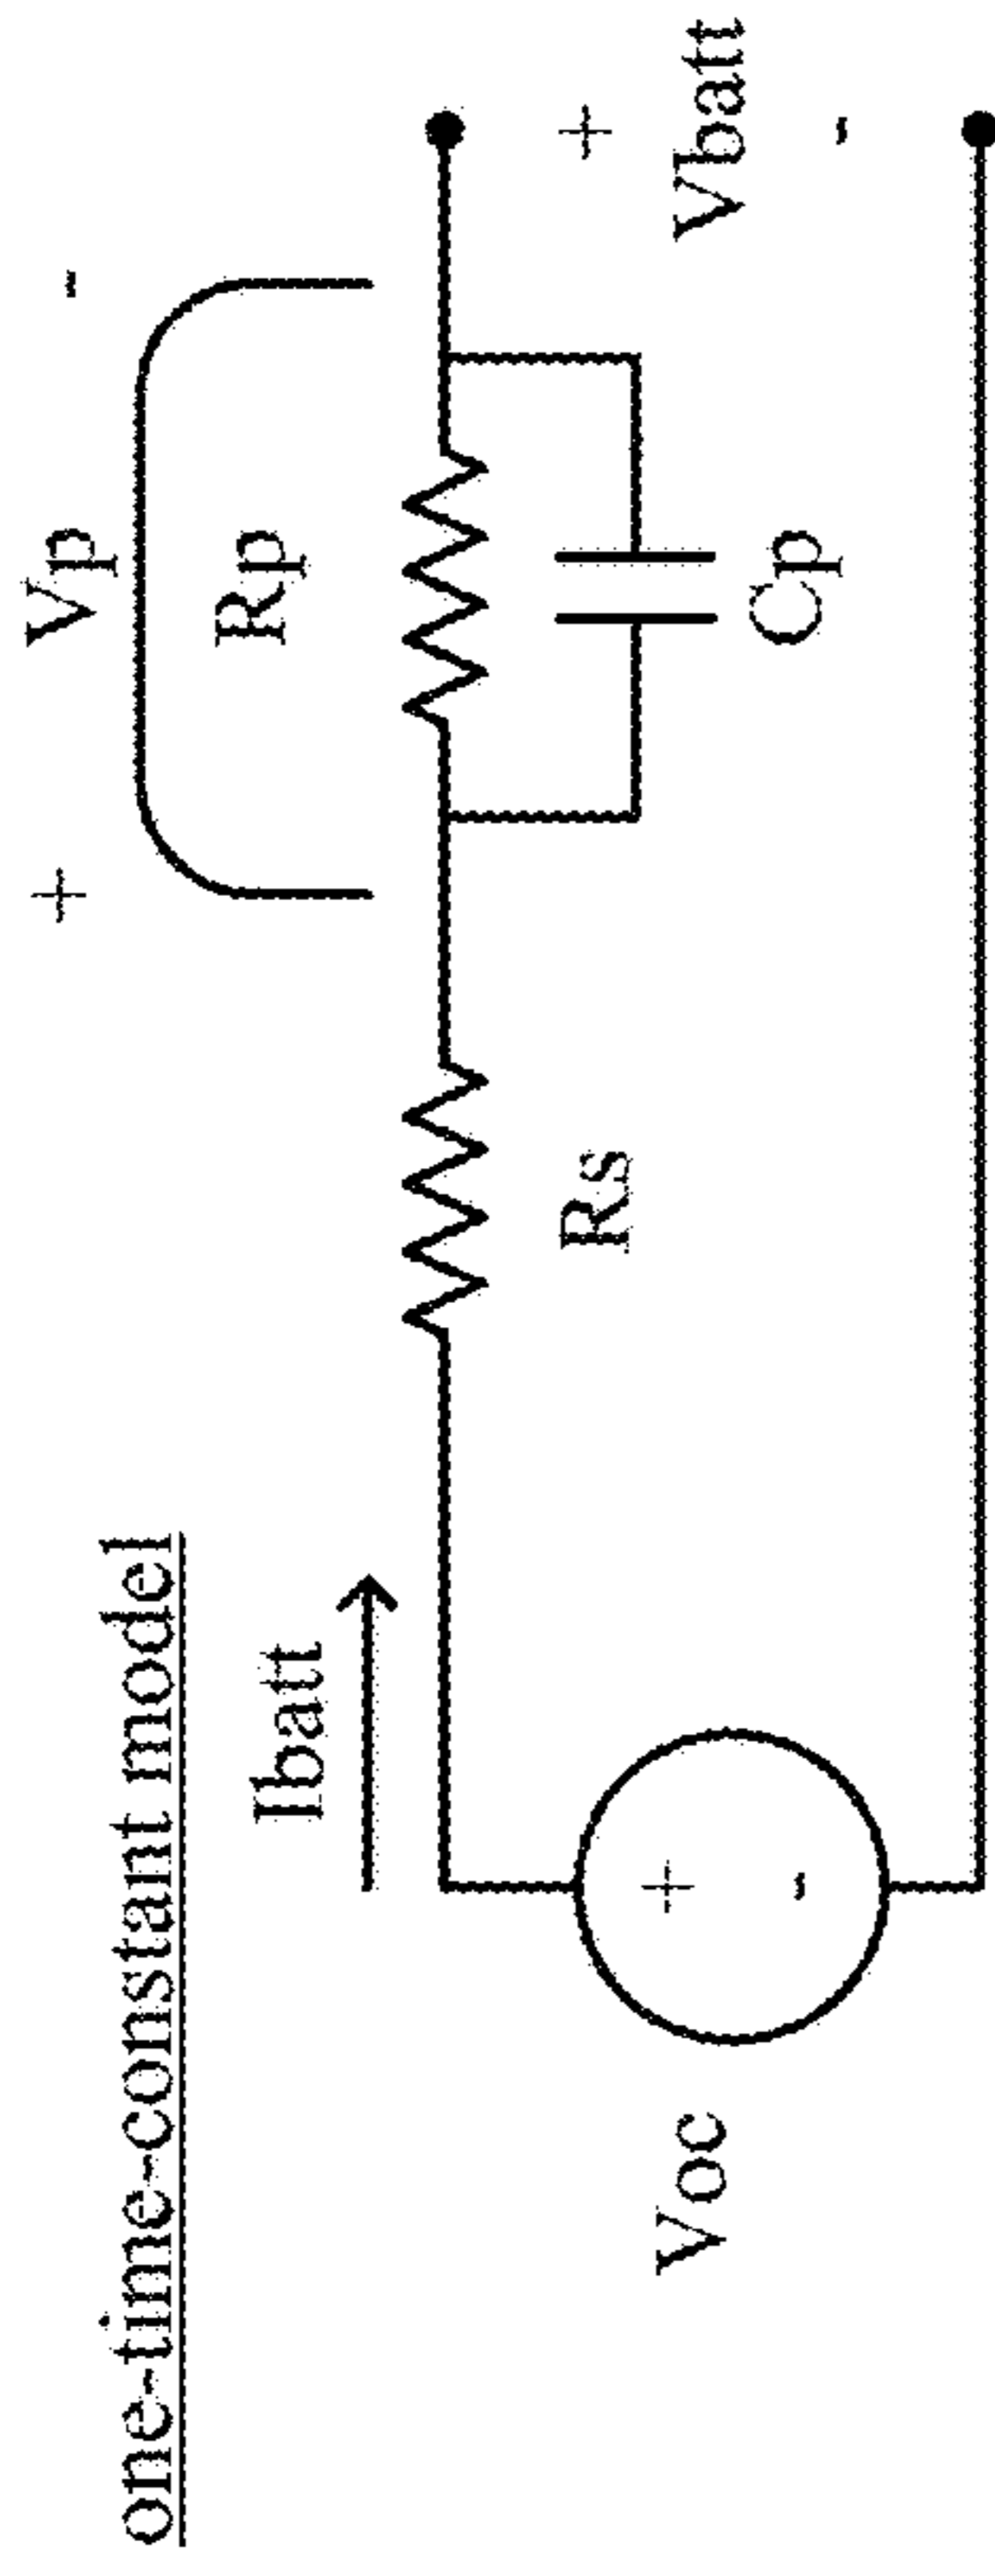 one-time-constant model
+ Vp -
Rp
Ibatt
Rs
Cp
Voc
+
-
+
Vbatt
-